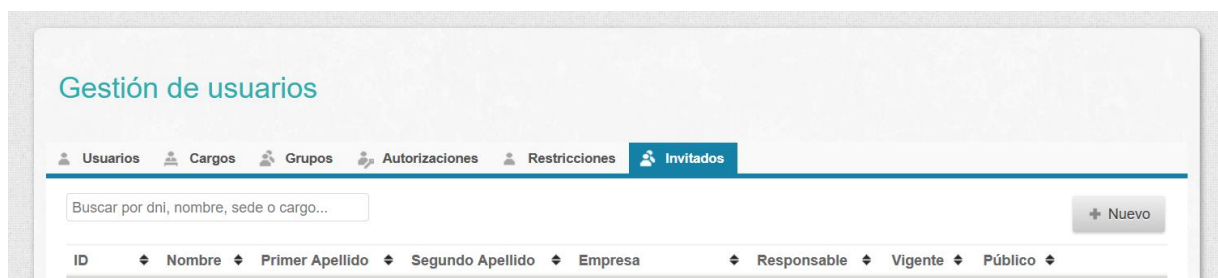 Gestión de usuarios
Usuarios Cargos Grupos Autorizaciones Restricciones Invitados
Buscar por dni, nombre, sede o cargo...
+ Nuevo
ID Nombre Primer Apellido Segundo Apellido Empresa Responsable Vigente Público